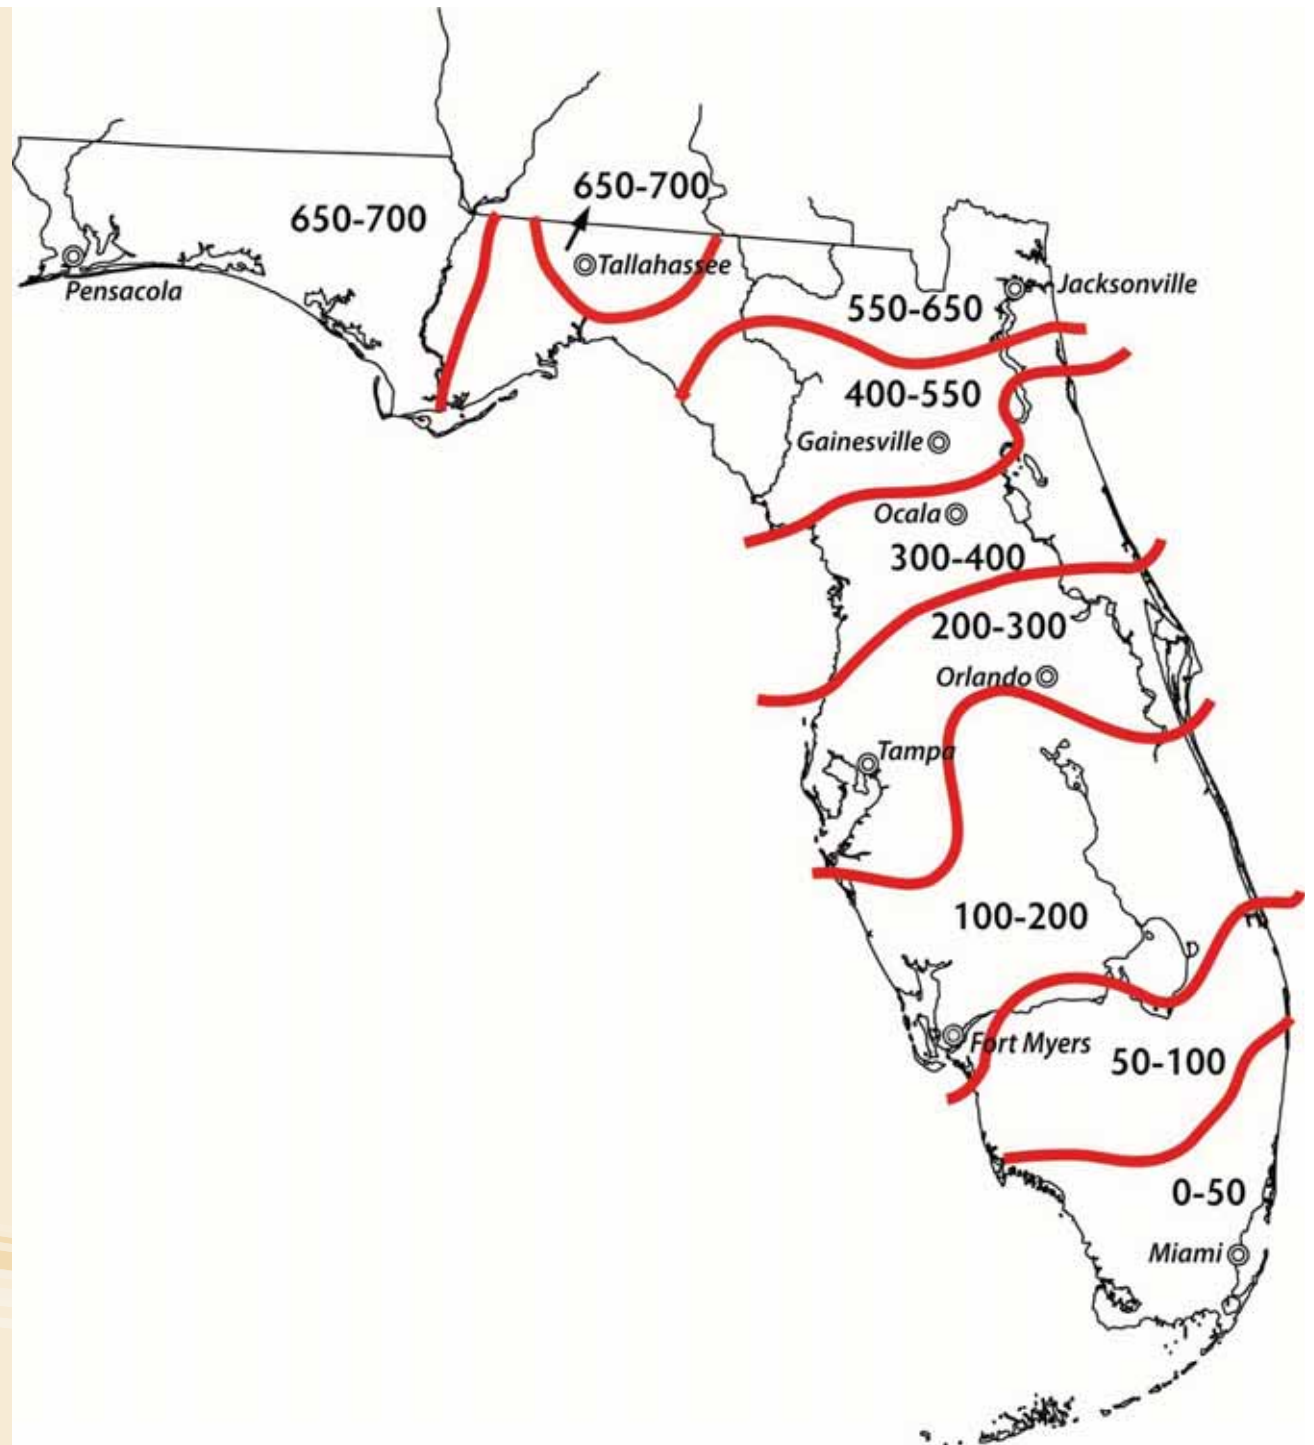 650-700
650-700
Tallahassee
Pensacola
Jacksonville
550-650
400-550
Gainesville
Ocala
300-400
200-300
Orlando
Tampa
100-200
Fort Myers
50-100
0-50
Miami